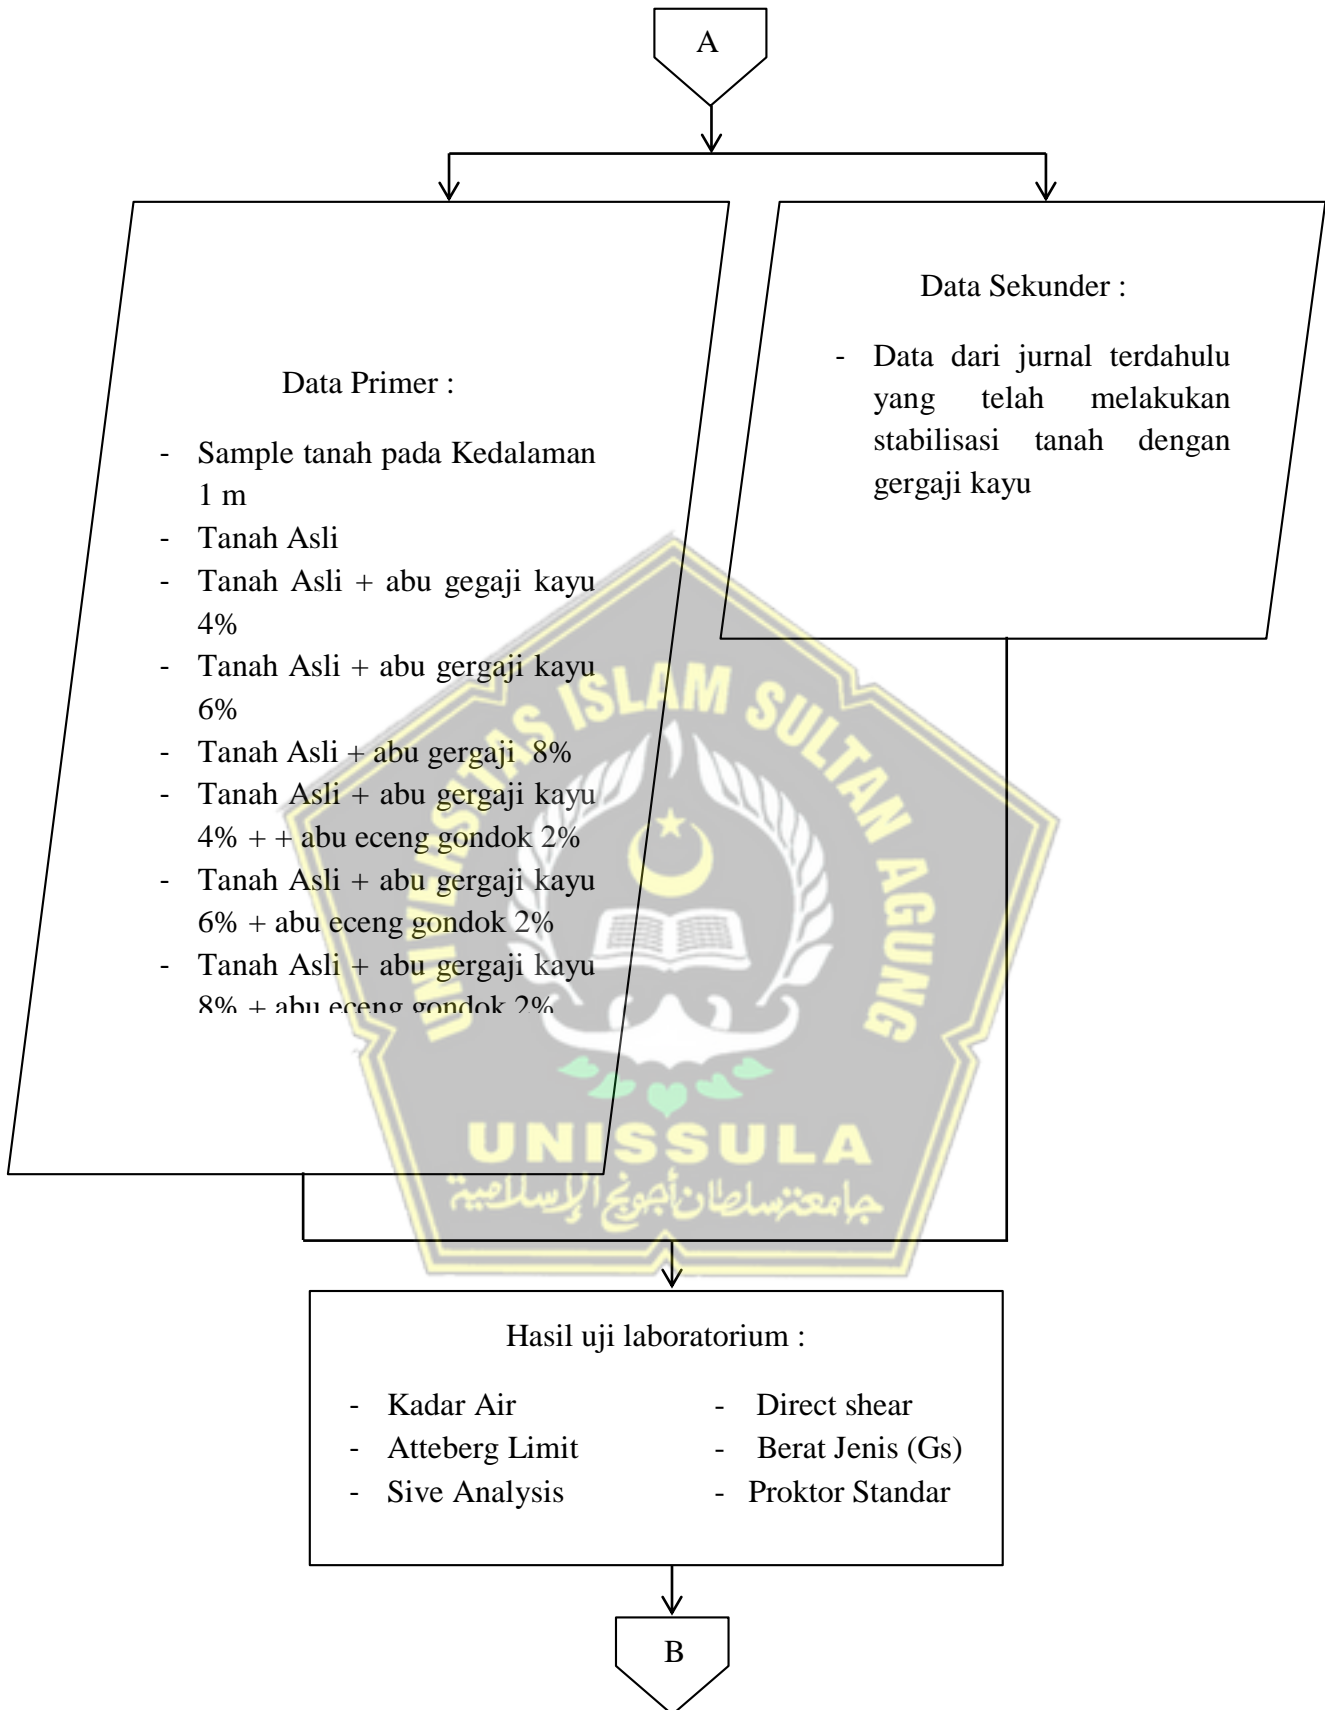 A
Data Primer :
- Sample tanah pada Kedalaman
1 m
- Tanah Asli
- Tanah Asli + abu gegaji kayu
4%
- Tanah Asli + abu gergaji kayu
6%
- Tanah Asli + abu gergaji 8%
- Tanah Asli + abu gergaji kayu
4% + + abu eceng gondok 2%
- Tanah Asli + abu gergaji kayu
6% + abu eceng gondok 2%
- Tanah Asli + abu gergaji kayu
8% + abu eceng gondok 2%
Data Sekunder :
- Data dari jurnal terdahulu
yang telah melakukan
stabilisasi tanah dengan
gergaji kayu
UNIVERSITAS ISLAM SULTAN AGUNG
UNISSULA
جامعة سلطان أجونج الإسلامية
Hasil uji laboratorium :
- Kadar Air
- Atteberg Limit
- Sive Analysis
- Direct shear
- Berat Jenis (Gs)
- Proktor Standar
B